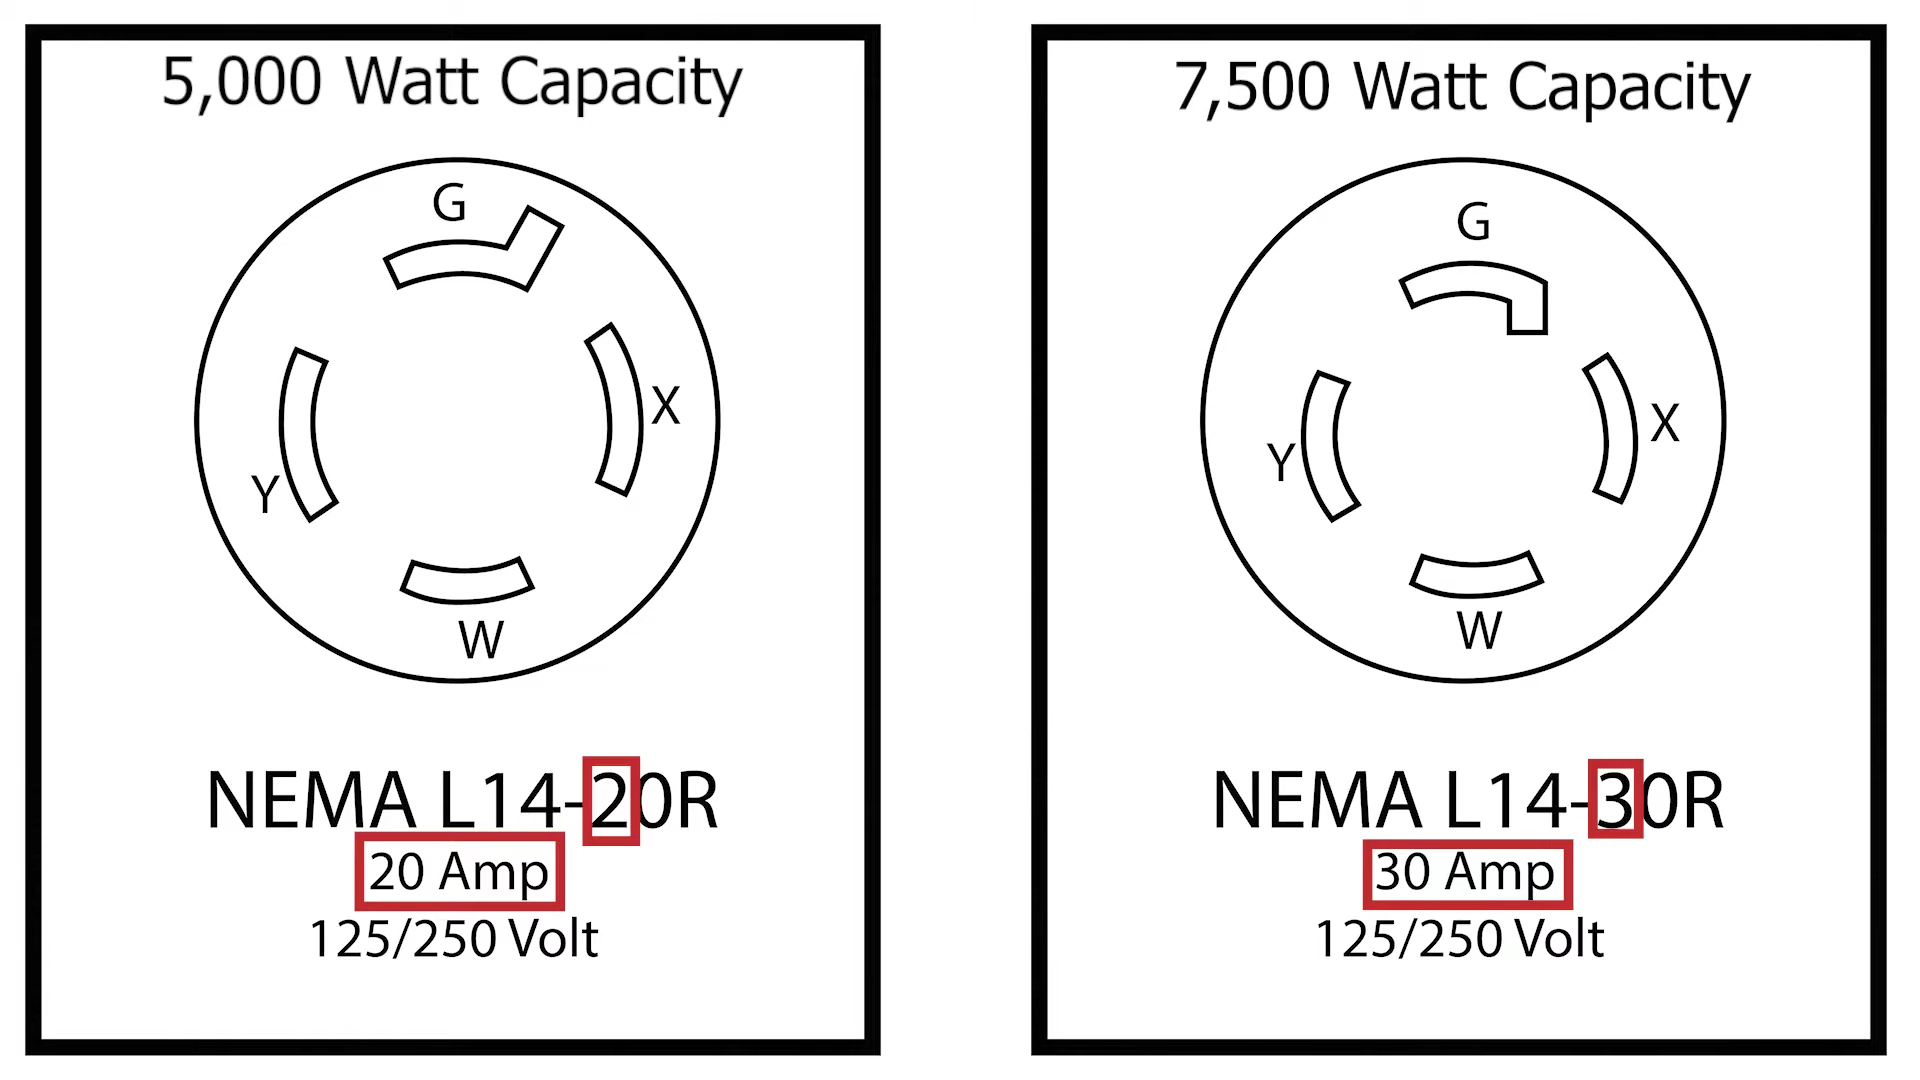 5,000 Watt Capacity
G
X
Y
W
NEMA L14-20R
20 Amp
125/250 Volt
7,500 Watt Capacity
G
X
Y
W
NEMA L14-30R
30 Amp
125/250 Volt